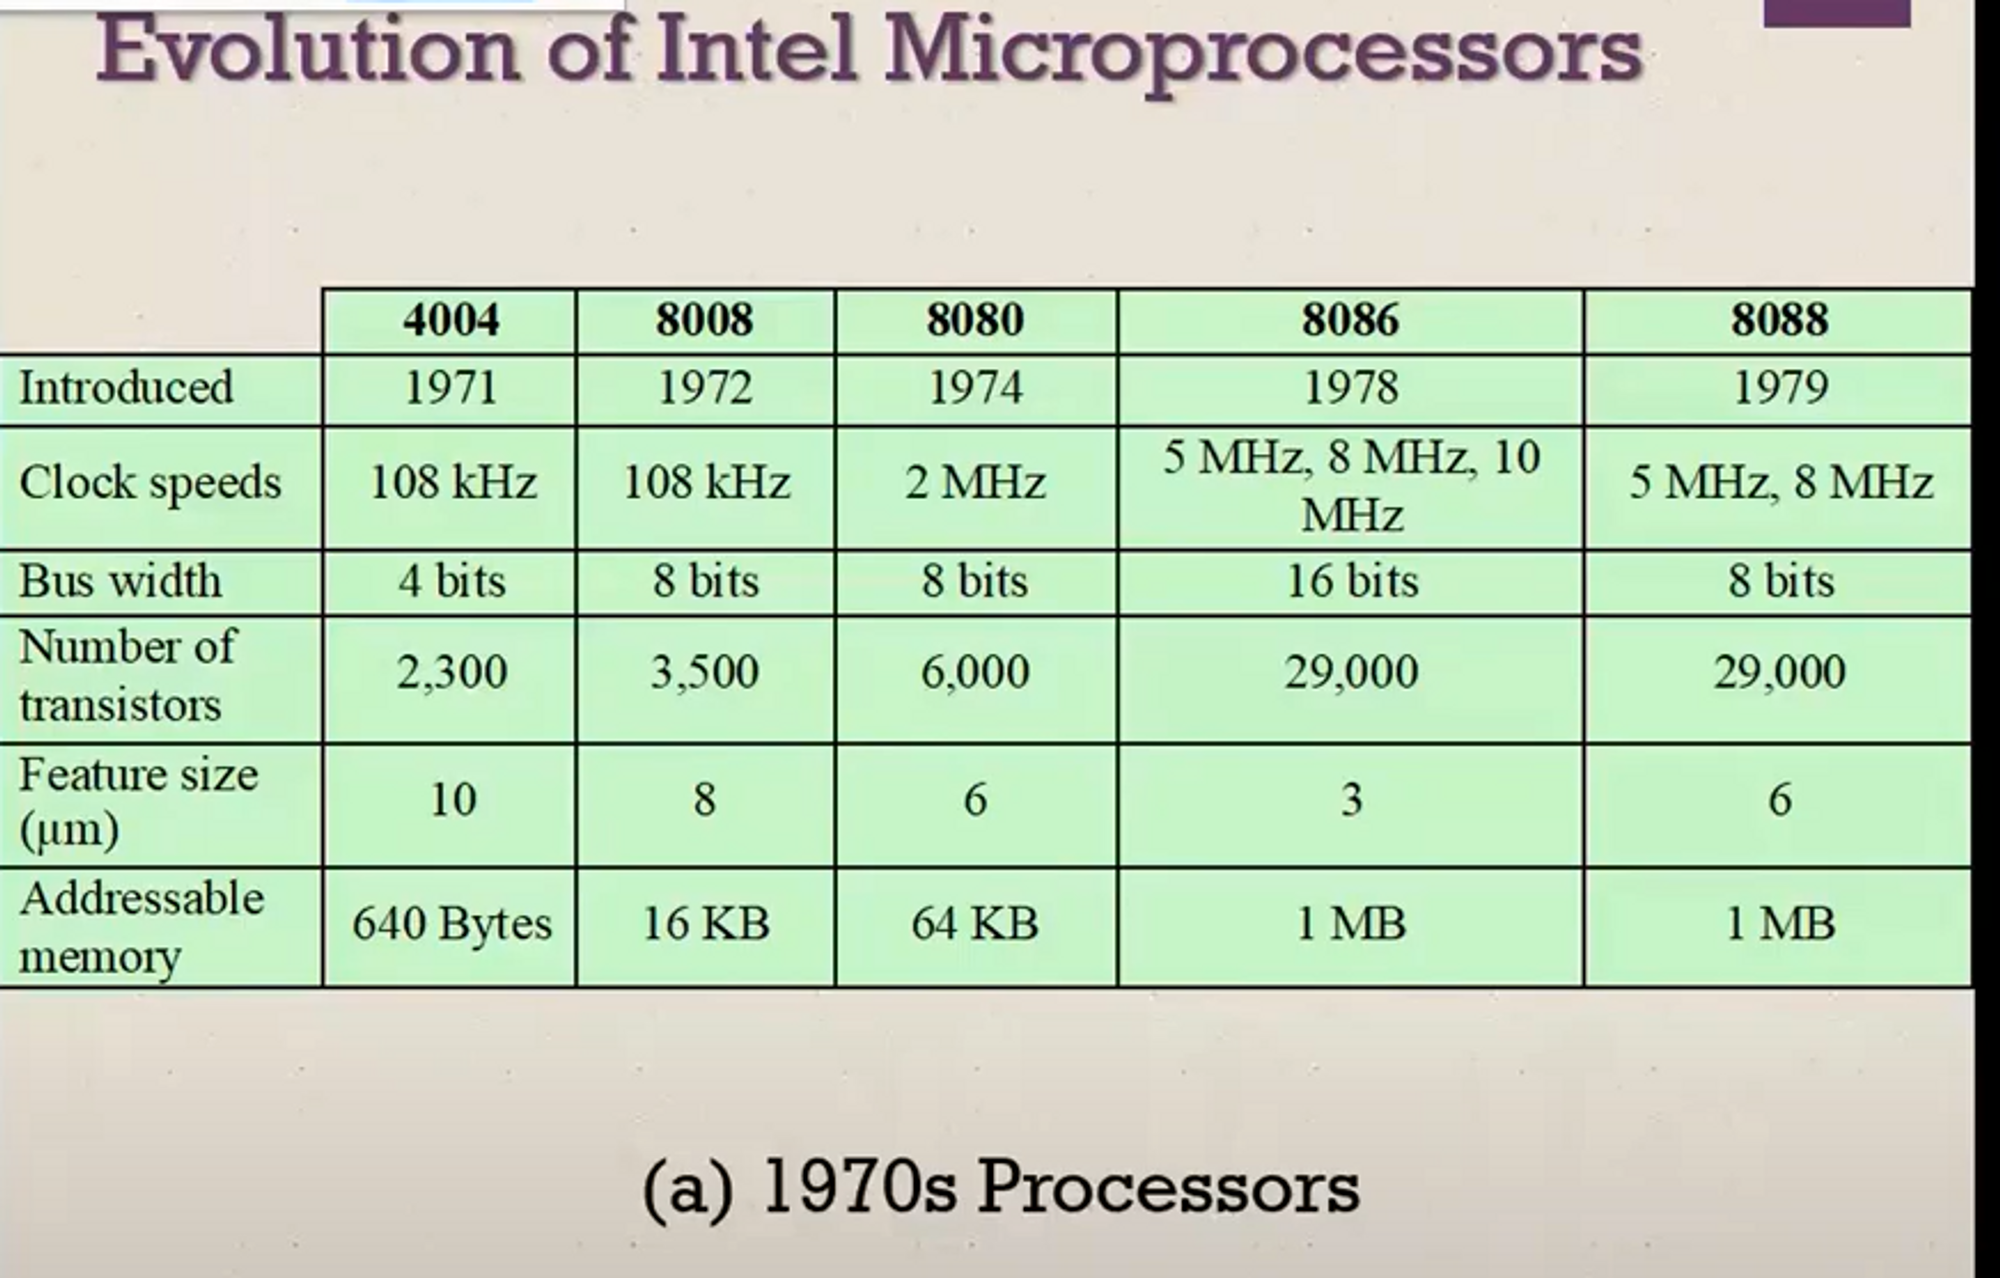 Evolution of Intel Microprocessors
4004 8008 8080 8086 8088
Introduced 1971 1972 1974 1978 1979
Clock speeds 108 kHz 108 kHz 2 MHz 5 MHz, 8 MHz, 10 MHz 5 MHz, 8 MHz
Bus width 4 bits 8 bits 8 bits 16 bits 8 bits
Number of transistors 2,300 3,500 6,000 29,000 29,000
Feature size (μm) 10 8 6 3 6
Addressable memory 640 Bytes 16 KB 64 KB 1 MB 1 MB
(a) 1970s Processors